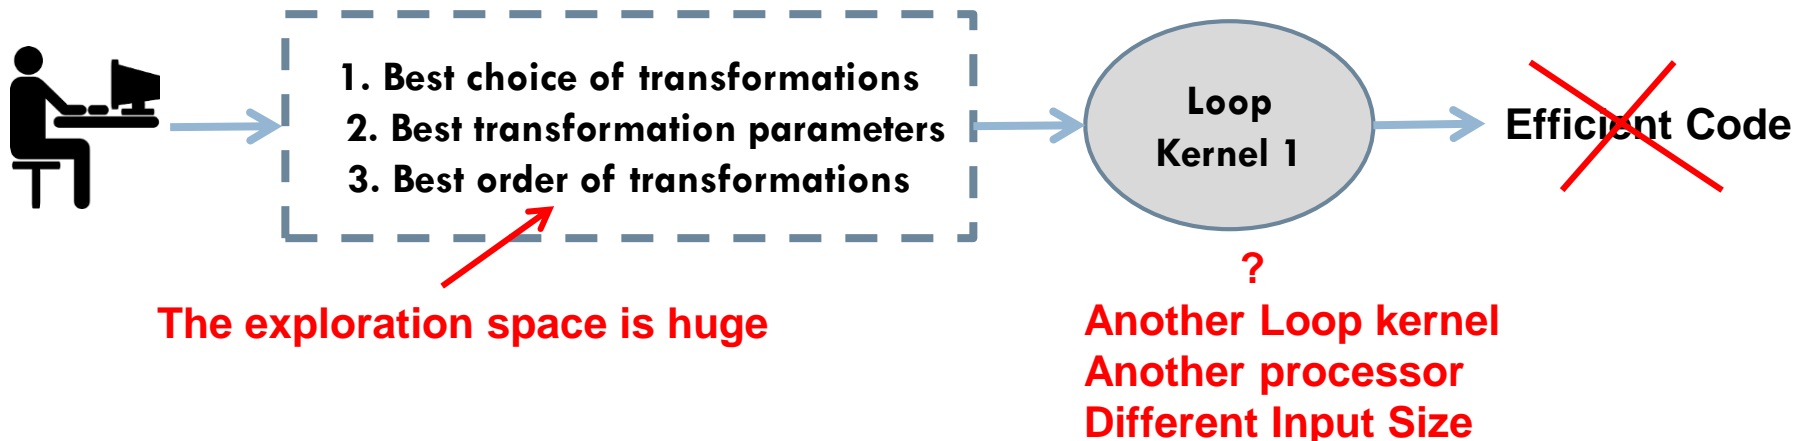 1. Best choice of transformations
2. Best transformation parameters
3. Best order of transformations
Loop
Kernel 1
Efficient Code
The exploration space is huge
?
Another Loop kernel
Another processor
Different Input Size